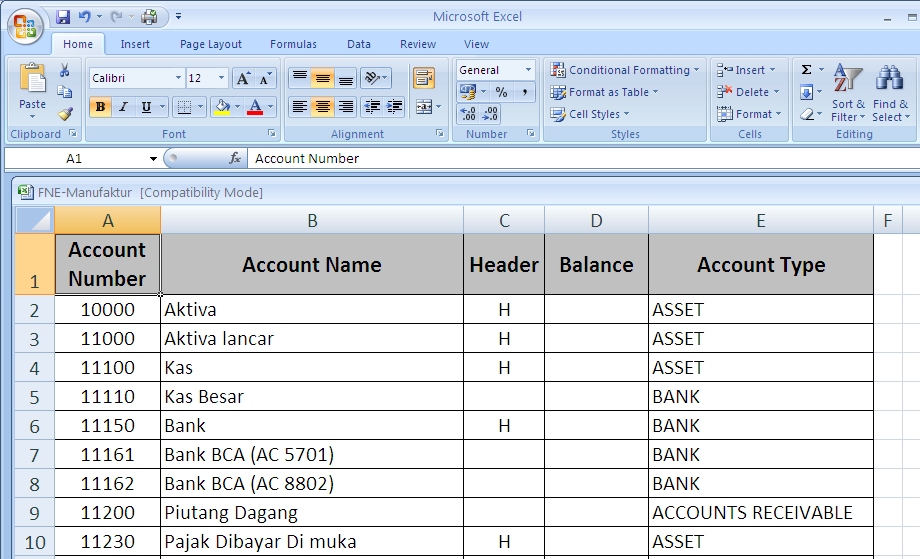 Microsoft Excel
Home Insert Page Layout Formulas Data Review View
Paste
Calibri 12 A A
B I U A
General
% ,
.00 .00
Conditional Formatting
Format as Table
Cell Styles
Insert
Delete
Format
Σ
Sort & Filter
Find & Select
Clipboard Font Alignment Number Styles Cells Editing
A1 fx Account Number
FNE-Manufaktur [Compatibility Mode]
A B C D E F
1 Account Number Account Name Header Balance Account Type
2 10000 Aktiva H ASSET
3 11000 Aktiva lancar H ASSET
4 11100 Kas H ASSET
5 11110 Kas Besar BANK
6 11150 Bank H BANK
7 11161 Bank BCA (AC 5701) BANK
8 11162 Bank BCA (AC 8802) BANK
9 11200 Piutang Dagang ACCOUNTS RECEIVABLE
10 11230 Pajak Dibayar Di muka H ASSET